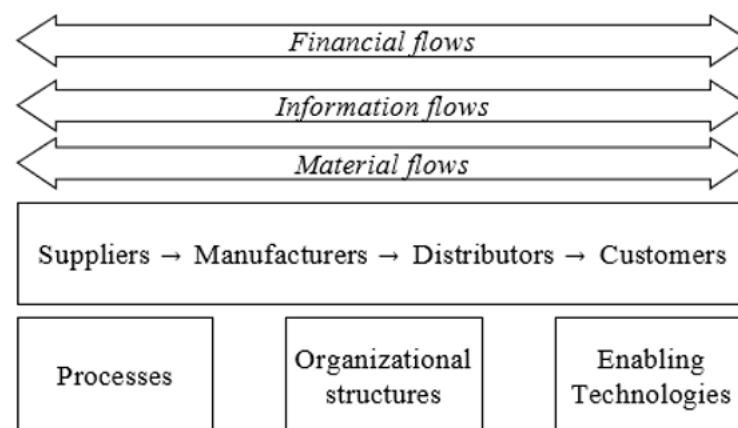 Financial flows
Information flows
Material flows
Suppliers → Manufacturers → Distributors → Customers
Processes
Organizational
structures
Enabling
Technologies